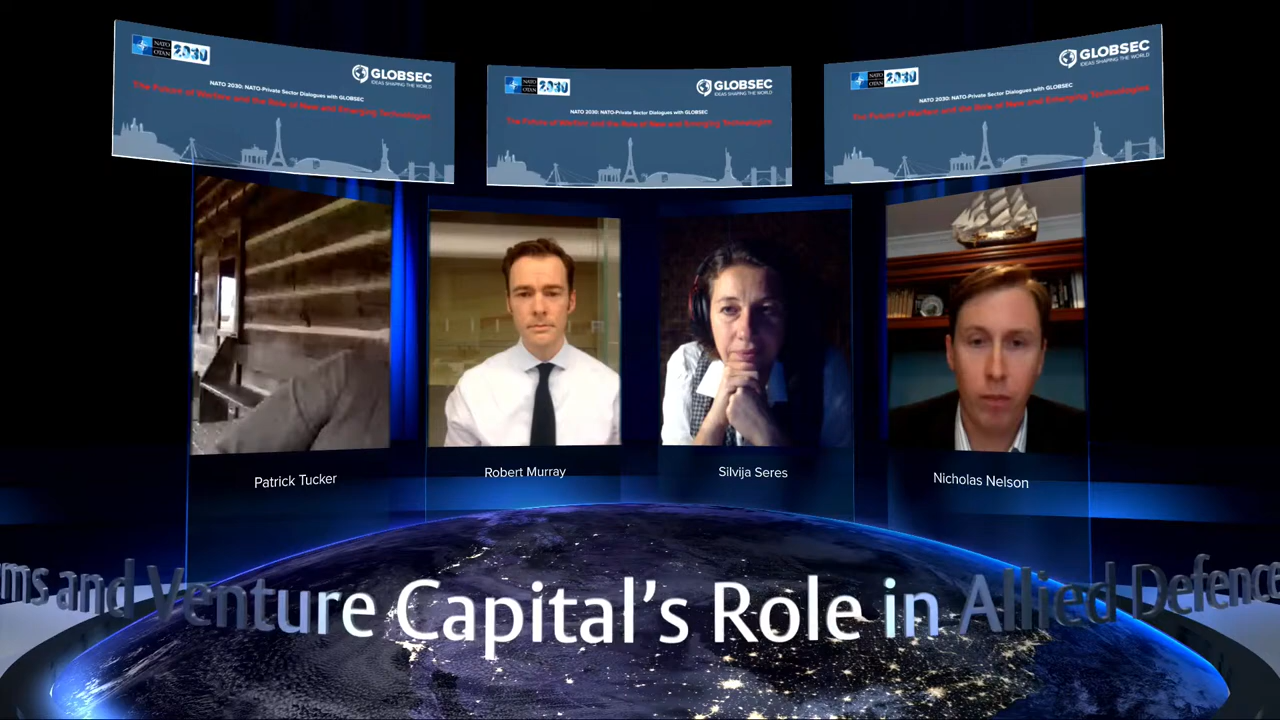 NATO
OTAN
2030
GLOBSEC
IDEAS SHAPING THE WORLD
NATO 2030: NATO-Private Sector Dialogues with GLOBSEC
The Future of Warfare and the Role of New and Emerging Technologies
NATO
OTAN
2030
GLOBSEC
IDEAS SHAPING THE WORLD
NATO 2030: NATO-Private Sector Dialogues with GLOBSEC
The Future of Warfare and the Role of New and Emerging Technologies
NATO
OTAN
2030
GLOBSEC
IDEAS SHAPING THE WORLD
NATO 2030: NATO-Private Sector Dialogues with GLOBSEC
The Future of Warfare and the Role of New and Emerging Technologies
Patrick Tucker
Robert Murray
Silvija Seres
Nicholas Nelson
rms and Venture Capital's Role in Allied Defence